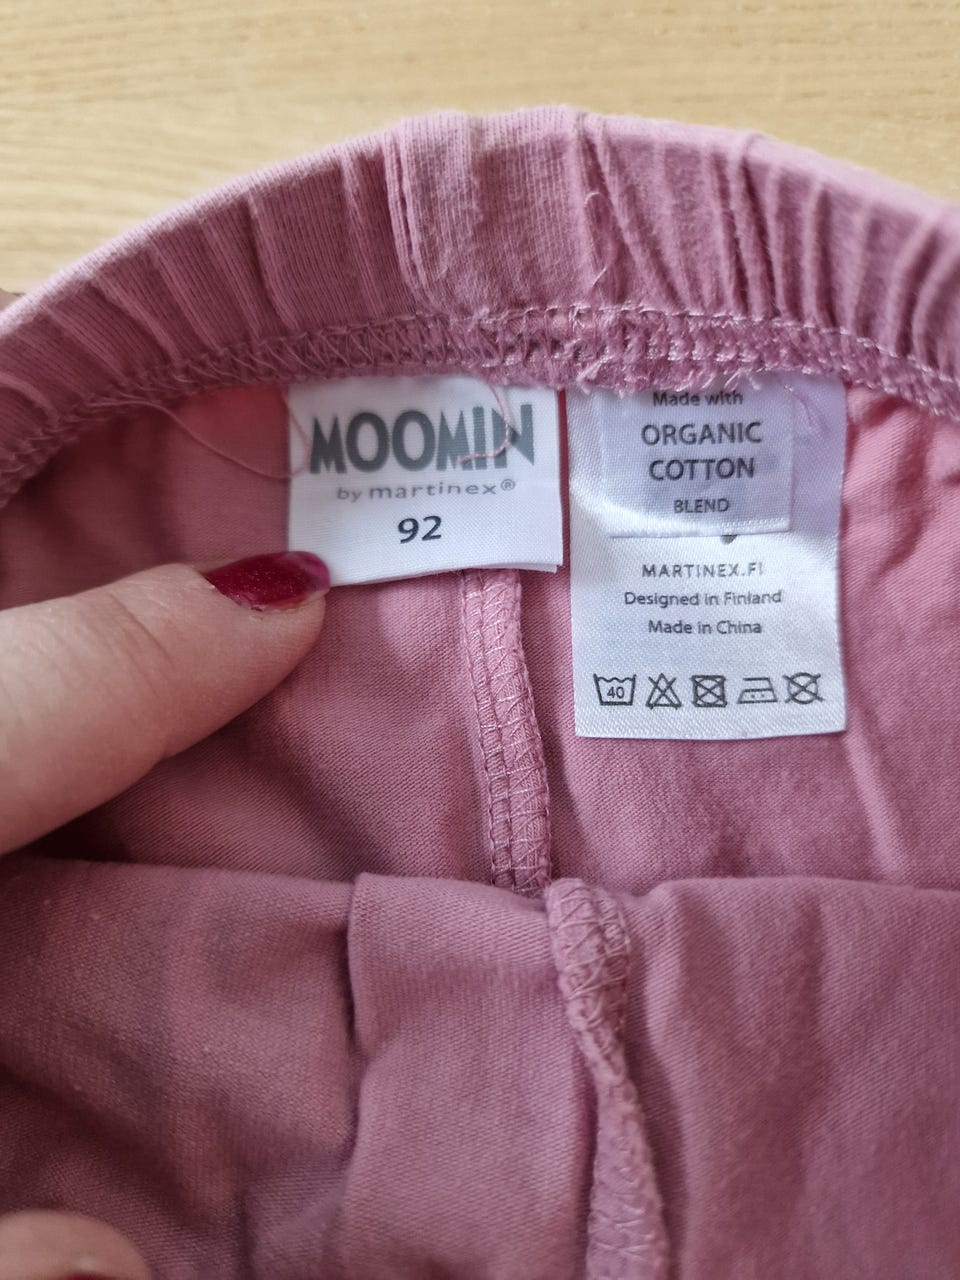 MOOMIN
by martinex®
92
Made with
ORGANIC
COTTON
BLEND
MARTINEX.FI
Designed in Finland
Made in China
40